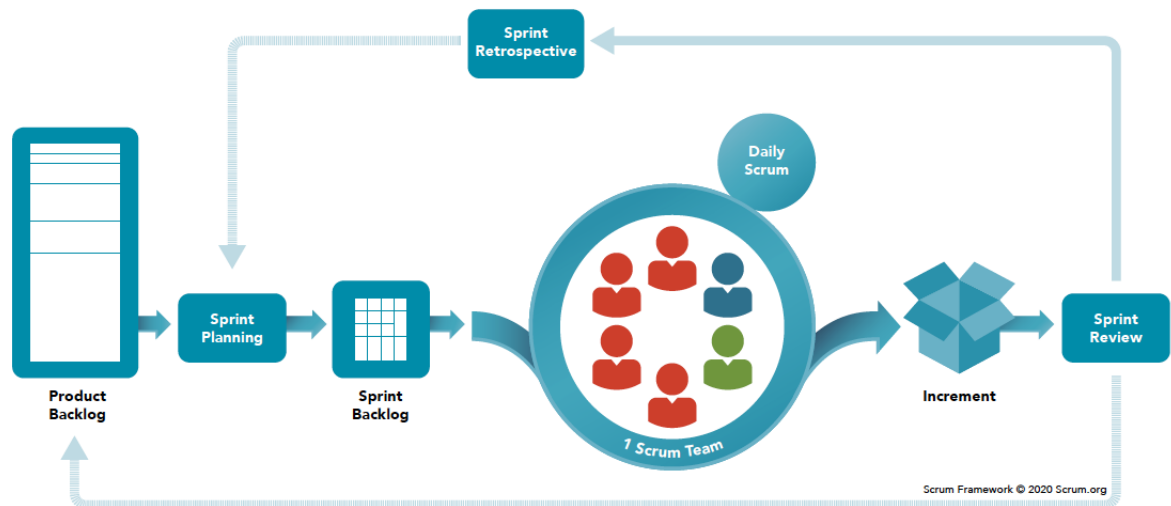 Sprint
Retrospective
Daily
Scrum
Sprint
Planning
Sprint
Review
Product
Backlog
Sprint
Backlog
Increment
1 Scrum Team
Scrum Framework © 2020 Scrum.org